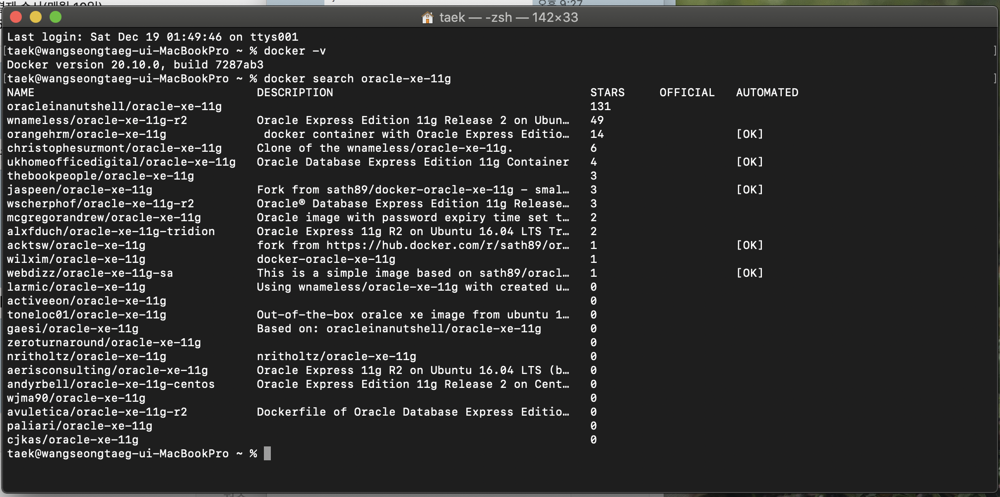 오후 9:27
taek — -zsh — 142×33
Last login: Sat Dec 19 01:49:46 on ttys001
[taek@wangseongtaeg-ui-MacBookPro ~ % docker -v ]
Docker version 20.10.0, build 7287ab3
[taek@wangseongtaeg-ui-MacBookPro ~ % docker search oracle-xe-11g ]
NAME DESCRIPTION STARS OFFICIAL AUTOMATED
oracleinanutshell/oracle-xe-11g 131
wnameless/oracle-xe-11g-r2 Oracle Express Edition 11g Release 2 on Ubun… 49
orangehrm/oracle-xe-11g docker container with Oracle Express Editio… 14 [OK]
christophesurmont/oracle-xe-11g Clone of the wnameless/oracle-xe-11g. 6
ukhomeofficedigital/oracle-xe-11g Oracle Database Express Edition 11g Container 4 [OK]
thebookpeople/oracle-xe-11g 3
jaspeen/oracle-xe-11g Fork from sath89/docker-oracle-xe-11g - smal… 3 [OK]
wscherphof/oracle-xe-11g-r2 Oracle® Database Express Edition 11g Release… 3
mcgregorandrew/oracle-xe-11g Oracle image with password expiry time set t… 2
alxfduch/oracle-xe-11g-tridion Oracle Express 11g R2 on Ubuntu 16.04 LTS Tr… 2
acktsw/oracle-xe-11g fork from https://hub.docker.com/r/sath89/or… 1 [OK]
wilxim/oracle-xe-11g docker-oracle-xe-11g 1
webdizz/oracle-xe-11g-sa This is a simple image based on sath89/oracl… 1 [OK]
larmic/oracle-xe-11g Using wnameless/oracle-xe-11g with created u… 0
activeeon/oracle-xe-11g 0
toneloc01/oracle-xe-11g Out-of-the-box oralce xe image from ubuntu 1… 0
gaesi/oracle-xe-11g Based on: oracleinanutshell/oracle-xe-11g 0
zeroturnaround/oracle-xe-11g 0
nritholtz/oracle-xe-11g nritholtz/oracle-xe-11g 0
aerisconsulting/oracle-xe-11g Oracle Express 11g R2 on Ubuntu 16.04 LTS (b… 0
andyrbell/oracle-xe-11g-centos Oracle Express Edition 11g Release 2 on Cent… 0
wjma90/oracle-xe-11g 0
avuletica/oracle-xe-11g-r2 Dockerfile of Oracle Database Express Editio… 0
paliari/oracle-xe-11g 0
cjkas/oracle-xe-11g 0
taek@wangseongtaeg-ui-MacBookPro ~ %